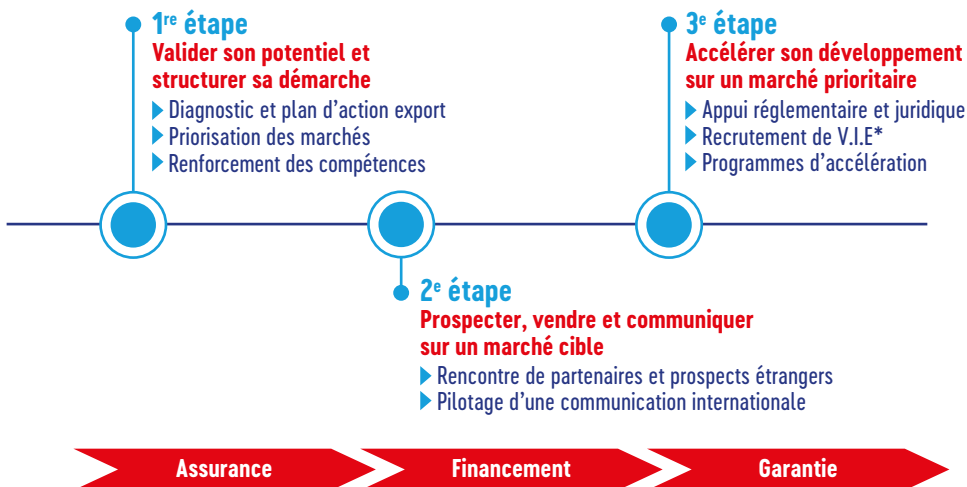 1re étape
Valider son potentiel et
structurer sa démarche
Diagnostic et plan d'action export
Priorisation des marchés
Renforcement des compétences
2e étape
Prospecter, vendre et communiquer
sur un marché cible
Rencontre de partenaires et prospects étrangers
Pilotage d'une communication internationale
3e étape
Accélérer son développement
sur un marché prioritaire
Appui réglementaire et juridique
Recrutement de V.I.E*
Programmes d'accélération
Assurance
Financement
Garantie